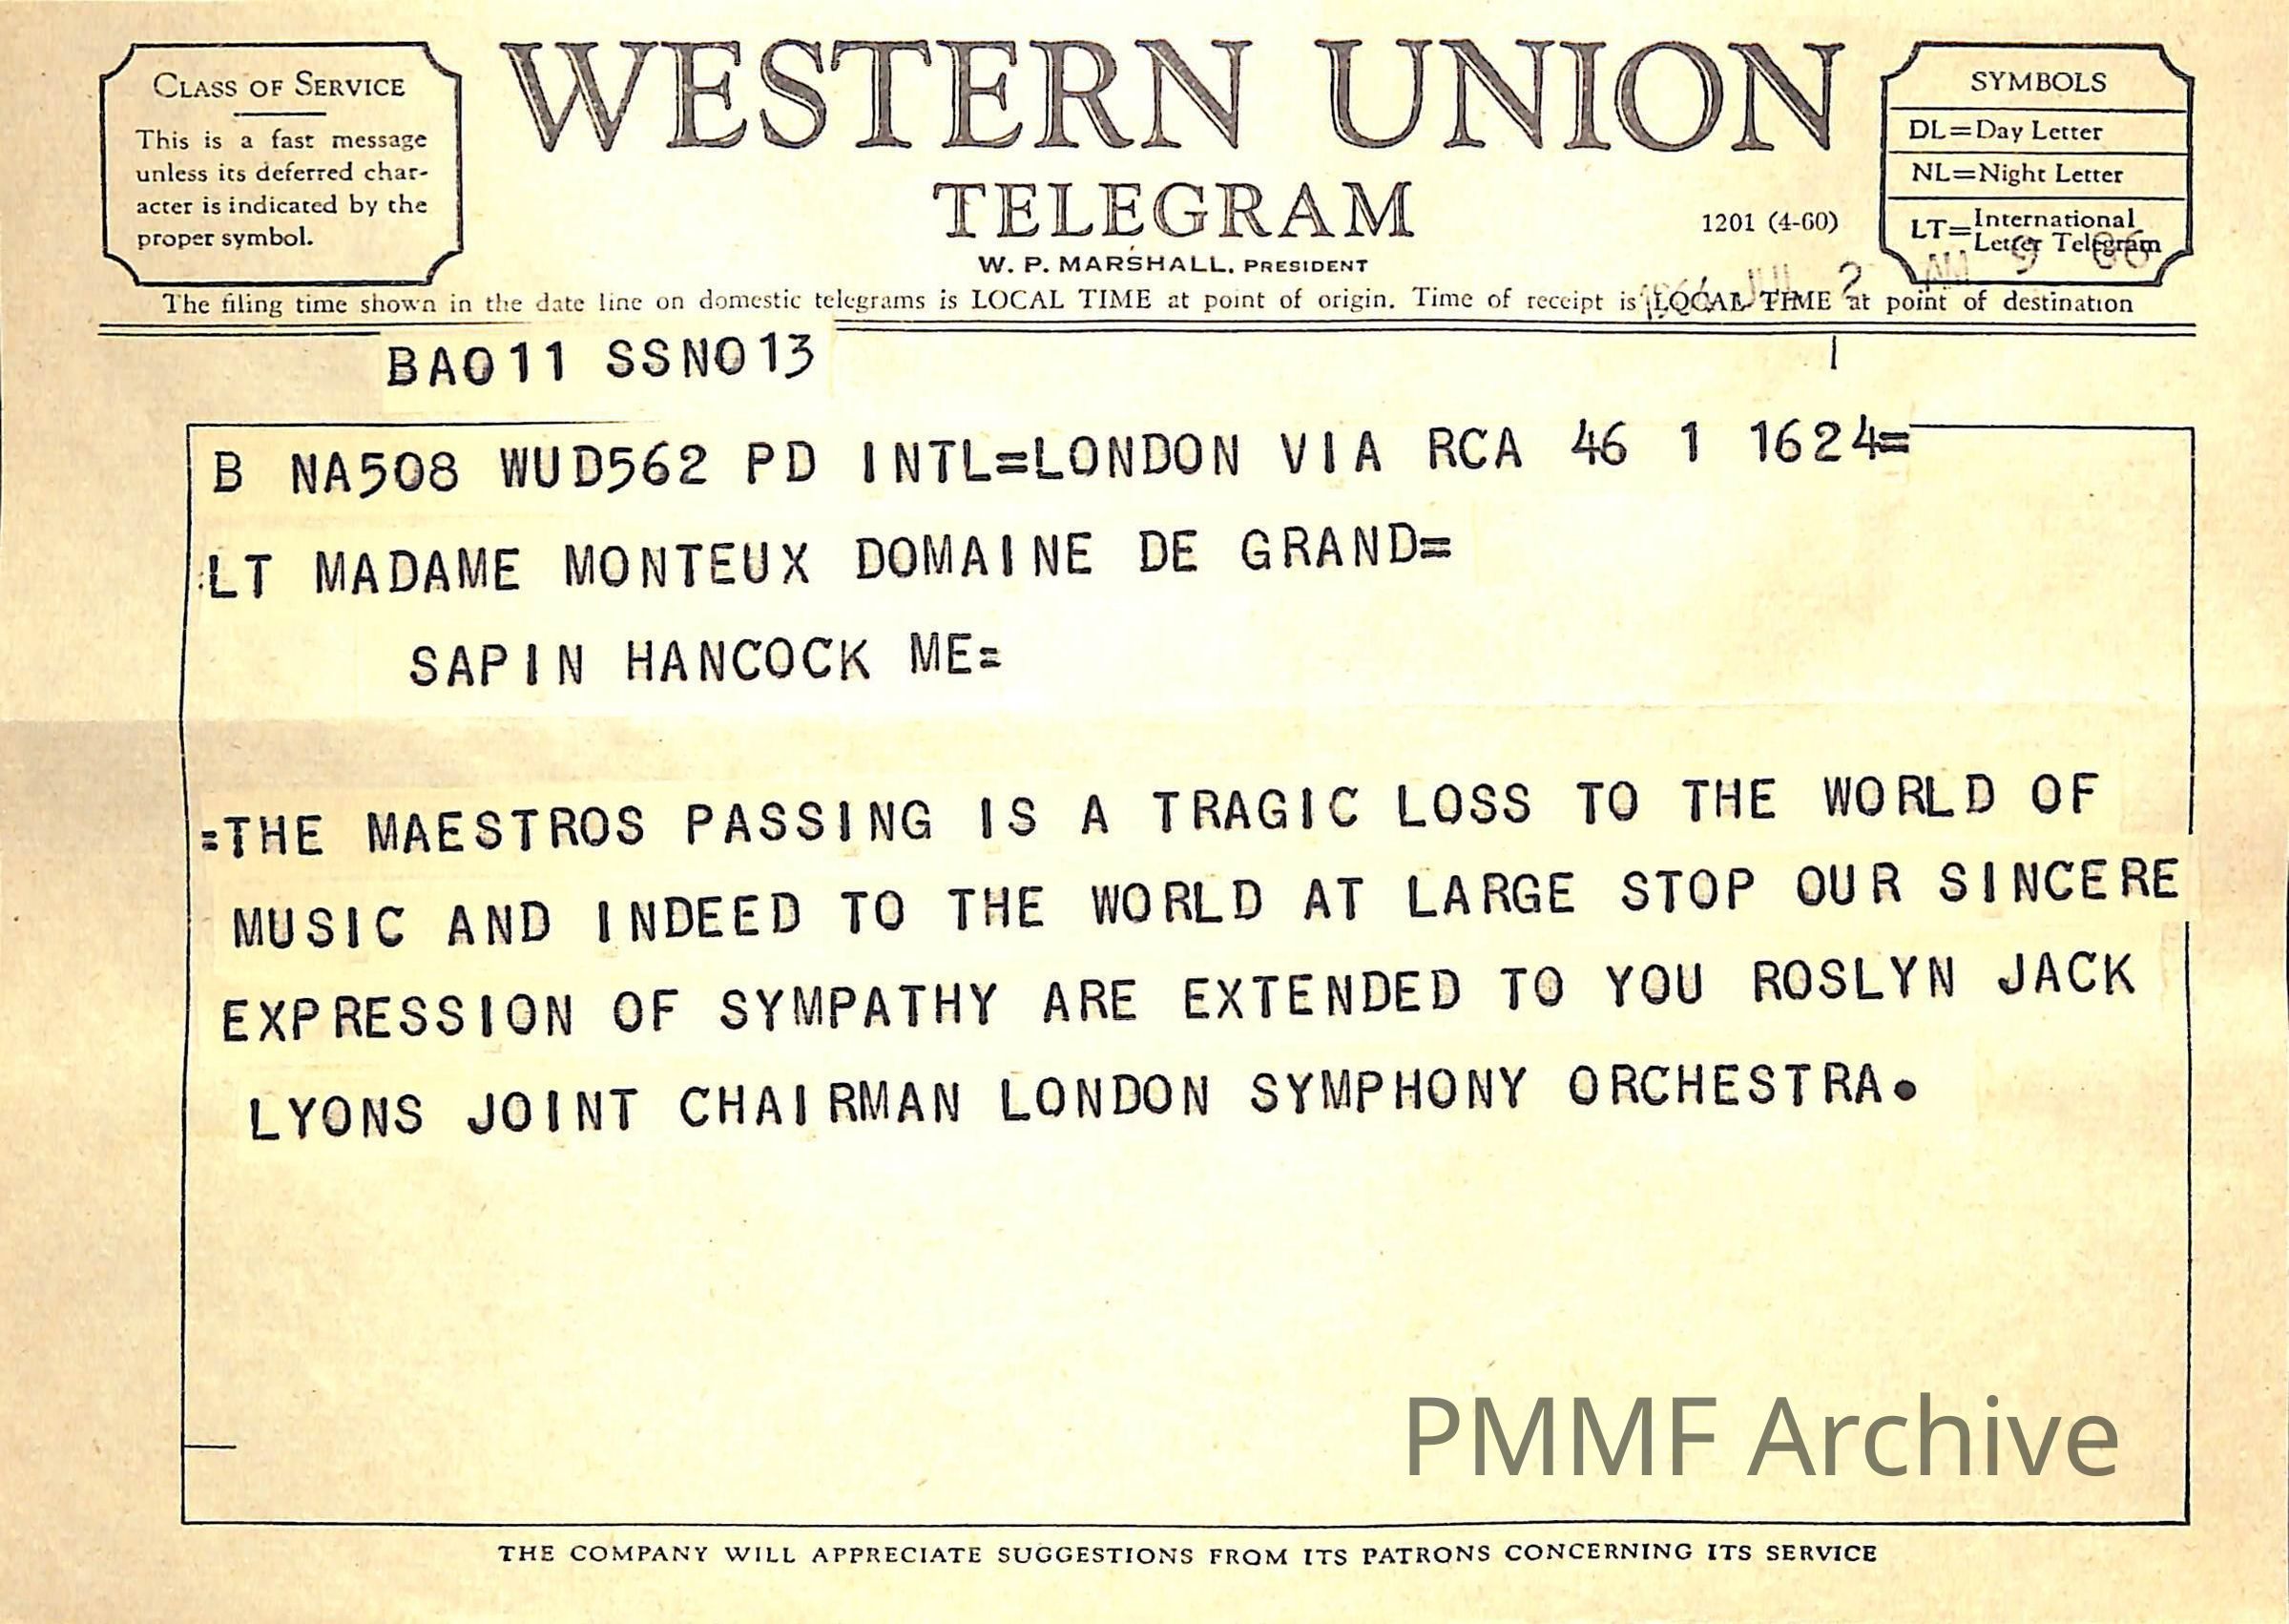 CLASS OF SERVICE
This is a fast message
unless its deferred char-
acter is indicated by the
proper symbol.
WESTERN UNION
TELEGRAM
W. P. MARSHALL, PRESIDENT
1201 (4-60)
SYMBOLS
DL=Day Letter
NL=Night Letter
LT=International
Letter Telegram
JUL 2 AM 9 06
The filing time shown in the date line on domestic telegrams is LOCAL TIME at point of origin. Time of receipt is LOCAL TIME at point of destination
BA011 SSN013
B NA508 WUD562 PD INTL=LONDON VIA RCA 46 1 1624=
LT MADAME MONTEUX DOMAINE DE GRAND=
SAPIN HANCOCK ME=
=THE MAESTROS PASSING IS A TRAGIC LOSS TO THE WORLD OF
MUSIC AND INDEED TO THE WORLD AT LARGE STOP OUR SINCERE
EXPRESSION OF SYMPATHY ARE EXTENDED TO YOU ROSLYN JACK
LYONS JOINT CHAIRMAN LONDON SYMPHONY ORCHESTRA.
PMMF Archive
THE COMPANY WILL APPRECIATE SUGGESTIONS FROM ITS PATRONS CONCERNING ITS SERVICE